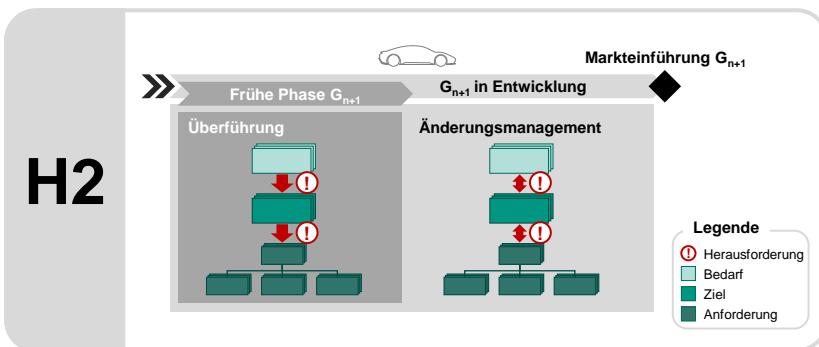 H2
Markteinführung Gn+1
Frühe Phase Gn+1
Gn+1 in Entwicklung
Überführung
Änderungsmanagement
!
!
!
!
Legende
! Herausforderung
Bedarf
Ziel
Anforderung